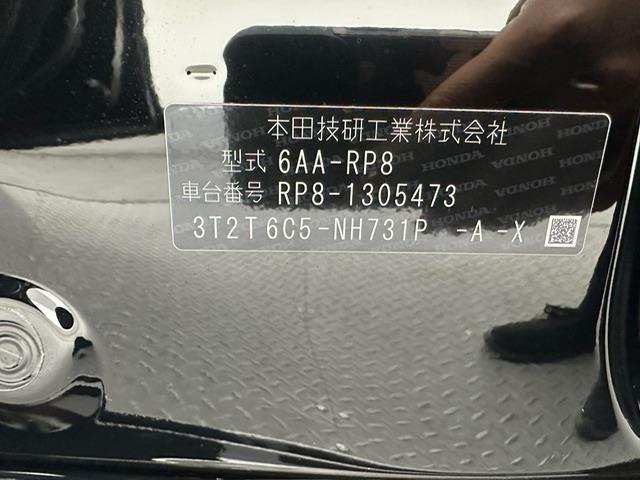 本田技研工業株式会社
型式 6AA-RP8
車台番号 RP8-1305473
3T2T6C5-NH731P -A -X